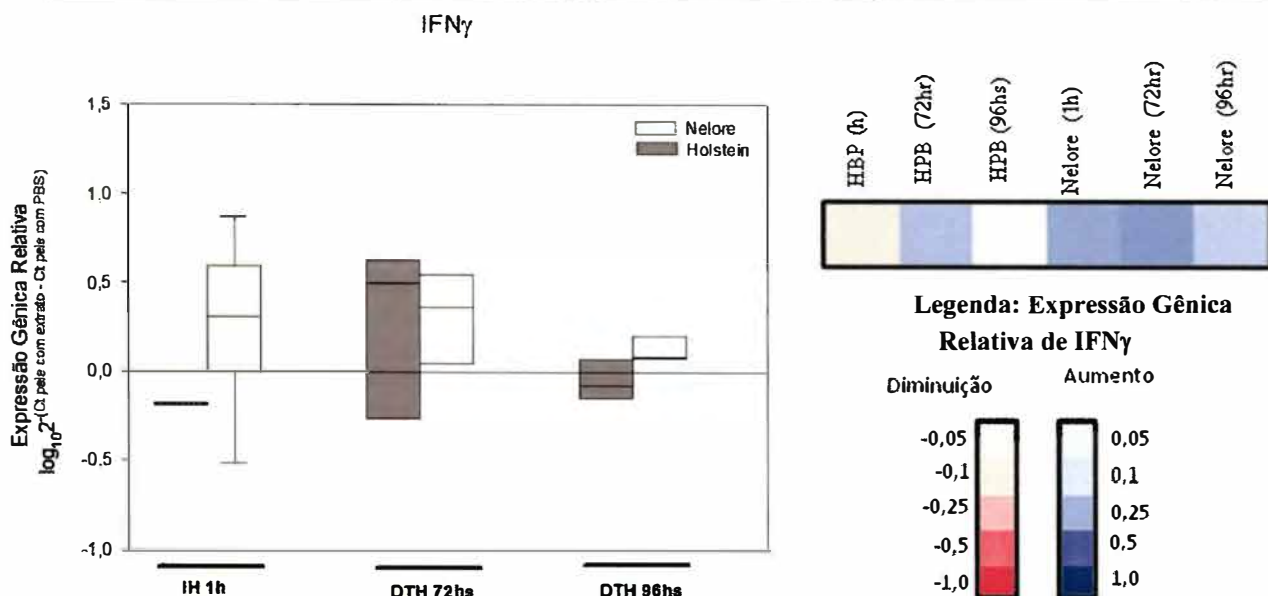 IFNγ
Expressão Gênica Relativa
log₁₀2^-(Ct pele com extrato - Ct pele com PBS)
1,5
1,0
0,5
0,0
-0,5
-1,0
Nelore
Holstein
IH 1h
DTH 72hs
DTH 96hs
HBP (h)
HPB (72hr)
HPB (96hs)
Nelore (1h)
Nelore (72hr)
Nelore (96hr)
Legenda: Expressão Gênica
Relativa de IFNγ
Diminuição
Aumento
-0,05
-0,1
-0,25
-0,5
-1,0
0,05
0,1
0,25
0,5
1,0